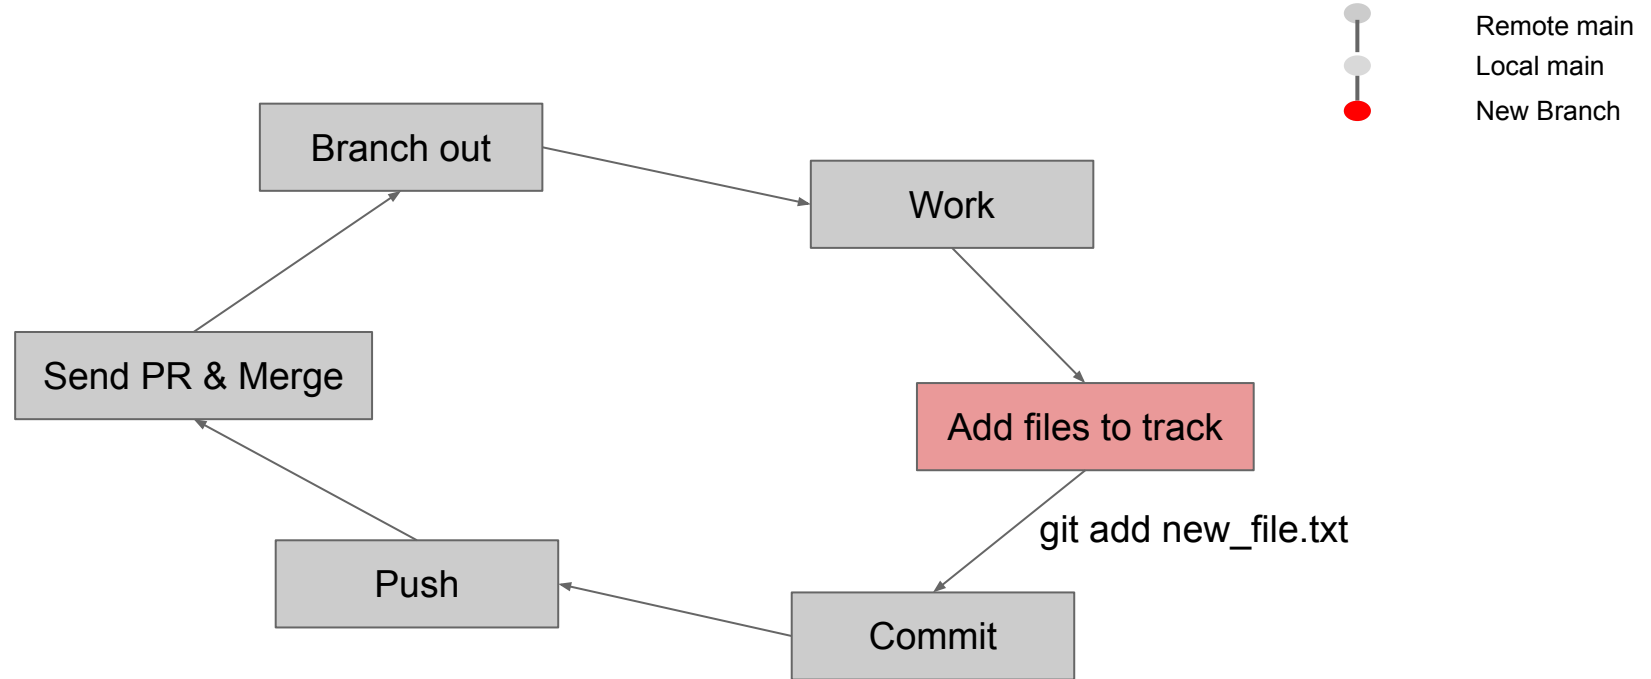 Remote main
Local main
New Branch
Branch out
Work
Send PR & Merge
Add files to track
git add new_file.txt
Push
Commit